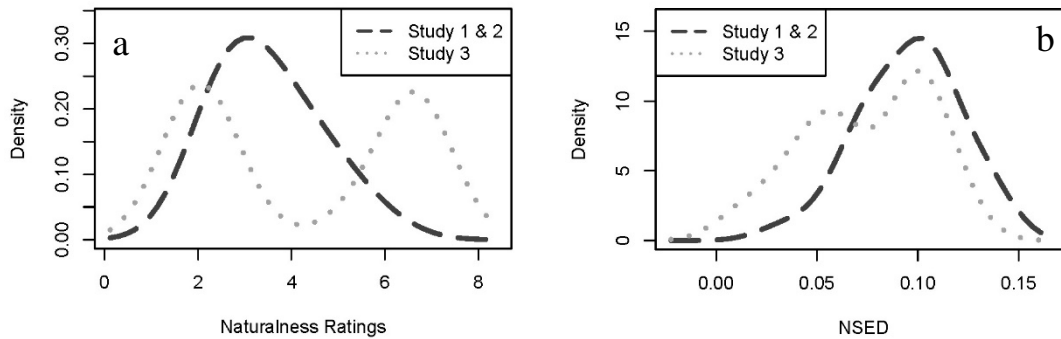 a
Study 1 & 2
Study 3
Density
0.00
0.10
0.20
0.30
0 2 4 6 8
Naturalness Ratings
b
Study 1 & 2
Study 3
Density
0
5
10
15
0.00 0.05 0.10 0.15
NSED